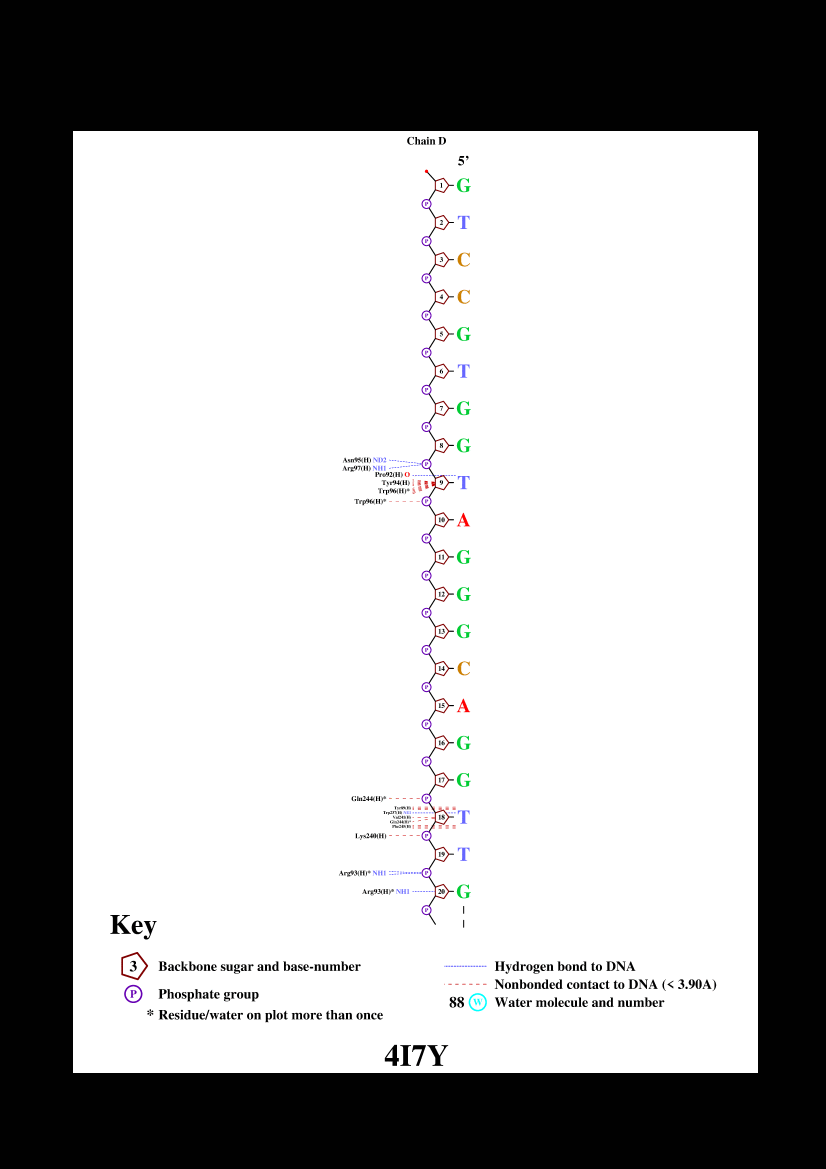 Chain D
5’
1 G
P
2 T
P
3 C
P
4 C
P
5 G
P
6 T
P
7 G
P
8 G
Asn95(H) ND2
P
Arg97(H) NH1
Pro92(H) O
Tyr94(H)
9 T
Trp96(H)*
Trp96(H)* P
10 A
P
11 G
P
12 G
P
13 G
P
14 C
P
15 A
P
16 G
P
17 G
Gln244(H)* P
Tyr89(H)
18 T
Gln244(H)*
Lys240(H) P
19 T
Arg93(H)* NH1 P
Arg93(H)* NH1 20 G
P
Key
3 Backbone sugar and base-number
P Phosphate group
* Residue/water on plot more than once
Hydrogen bond to DNA
Nonbonded contact to DNA (< 3.90A)
88 W Water molecule and number
4I7Y